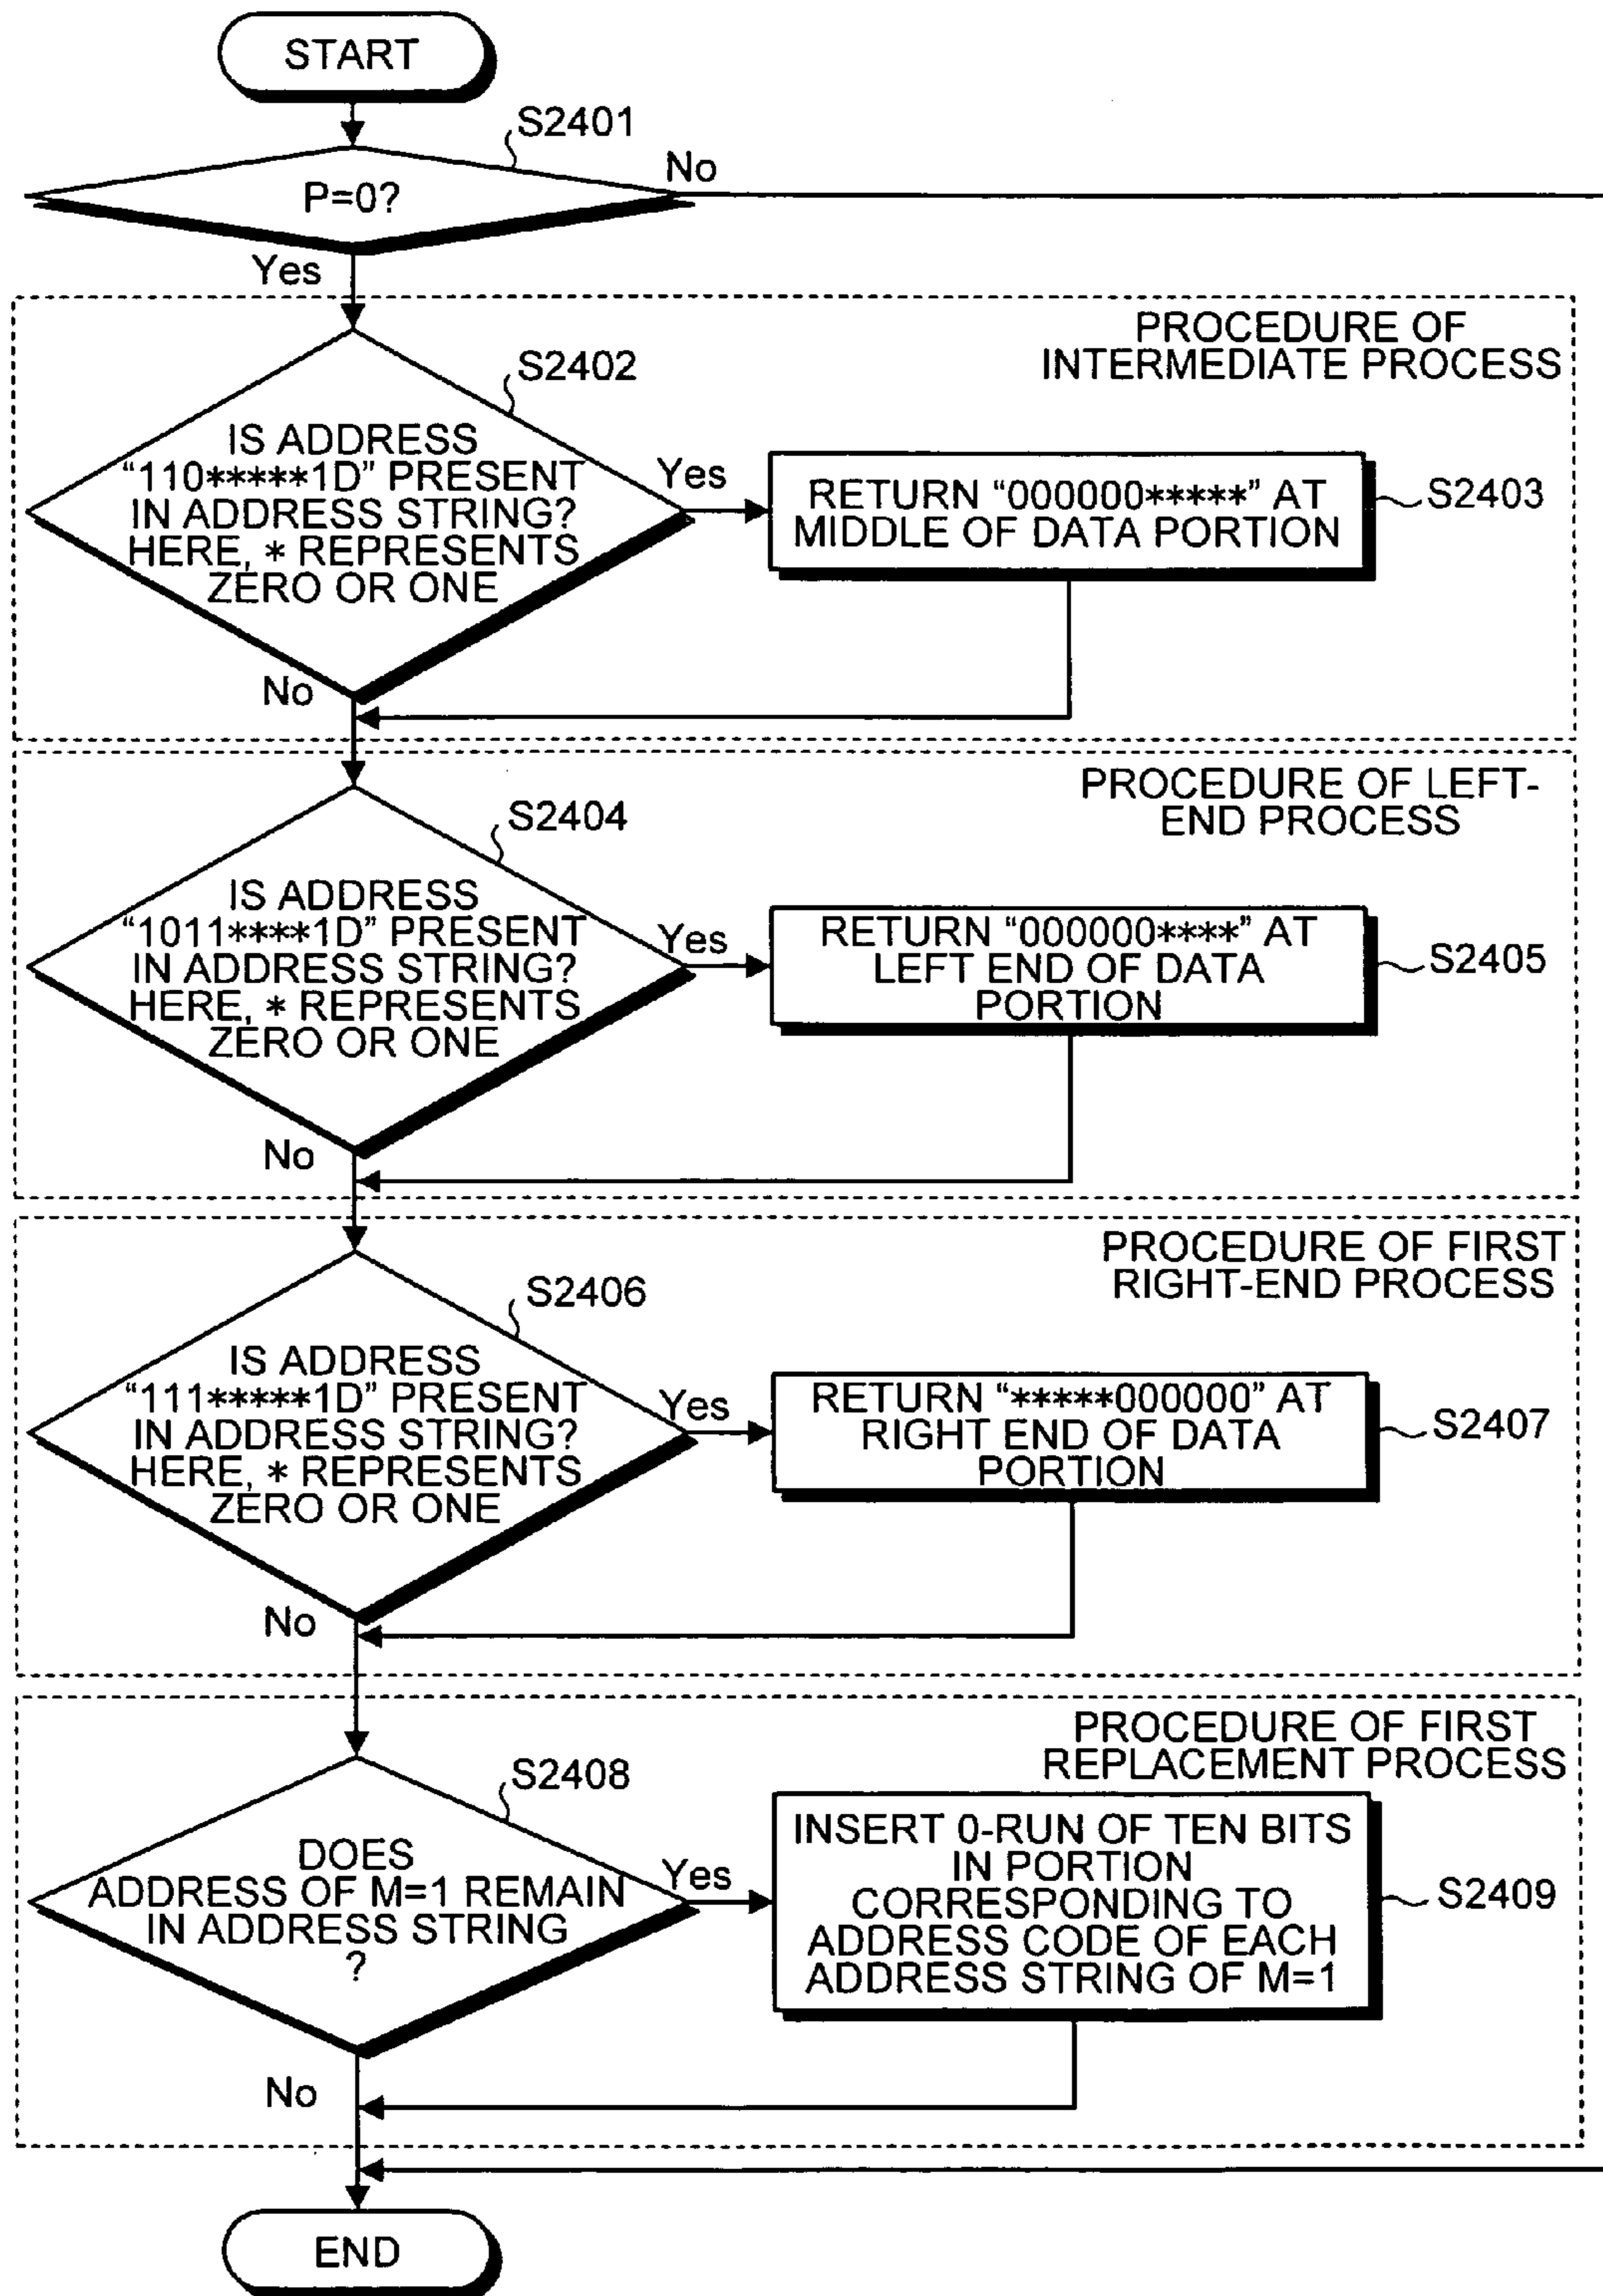 START
S2401
P=0?
No
Yes
PROCEDURE OF
INTERMEDIATE PROCESS
S2402
IS ADDRESS
“110*****1D” PRESENT
IN ADDRESS STRING?
HERE, * REPRESENTS
ZERO OR ONE
Yes
RETURN “000000*****” AT
MIDDLE OF DATA PORTION
S2403
No
PROCEDURE OF LEFT-
END PROCESS
S2404
IS ADDRESS
“1011****1D” PRESENT
IN ADDRESS STRING?
HERE, * REPRESENTS
ZERO OR ONE
Yes
RETURN “000000****” AT
LEFT END OF DATA
PORTION
S2405
No
PROCEDURE OF FIRST
RIGHT-END PROCESS
S2406
IS ADDRESS
“111*****1D” PRESENT
IN ADDRESS STRING?
HERE, * REPRESENTS
ZERO OR ONE
Yes
RETURN “*****000000” AT
RIGHT END OF DATA
PORTION
S2407
No
PROCEDURE OF FIRST
REPLACEMENT PROCESS
S2408
DOES
ADDRESS OF M=1 REMAIN
IN ADDRESS STRING
?
Yes
INSERT 0-RUN OF TEN BITS
IN PORTION
CORRESPONDING TO
ADDRESS CODE OF EACH
ADDRESS STRING OF M=1
S2409
No
END